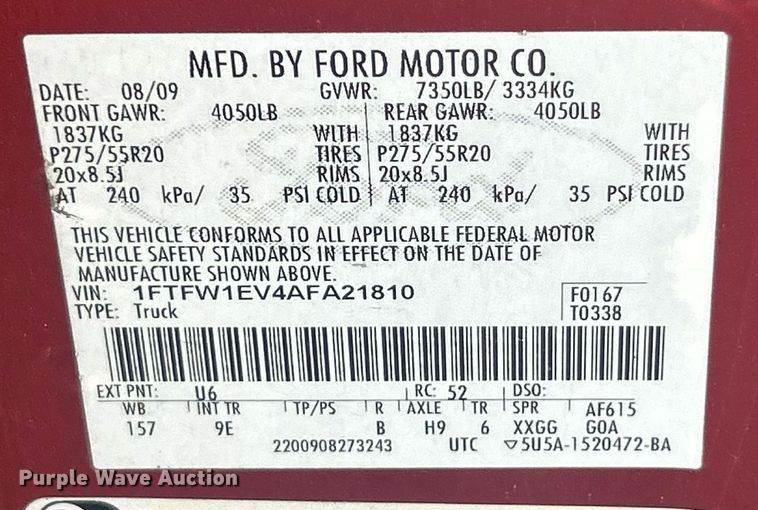 MFD. BY FORD MOTOR CO.
DATE: 08/09 GVWR: 7350LB/ 3334KG
FRONT GAWR: 4050LB REAR GAWR: 4050LB
1837KG WITH 1837KG WITH
P275/55R20 TIRES P275/55R20 TIRES
20x8.5J RIMS 20x8.5J RIMS
AT 240 kPa/ 35 PSI COLD AT 240 kPa/ 35 PSI COLD
THIS VEHICLE CONFORMS TO ALL APPLICABLE FEDERAL MOTOR
VEHICLE SAFETY STANDARDS IN EFFECT ON THE DATE OF
MANUFACTURE SHOWN ABOVE.
VIN: 1FTFW1EV4AFA21810 F0167
TYPE: Truck T0338
EXT PNT: U6 RC: 52 DSO:
WB INT TR TP/PS R AXLE TR SPR AF615
157 9E B H9 6 XXGG GOA
2200908273243 UTC ▽5U5A-1520472-BA
Purple Wave Auction